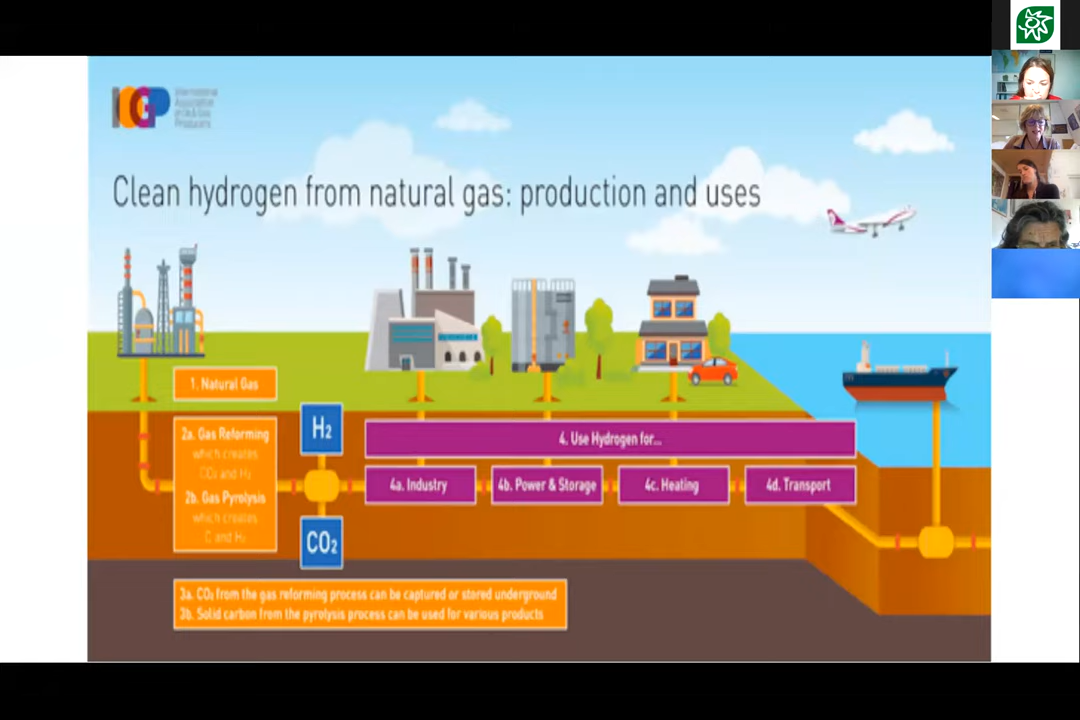 IOGP
International
Association
of Oil & Gas
Producers
Clean hydrogen from natural gas: production and uses
1. Natural Gas
2a. Gas Reforming
which creates
CO₂ and H₂
2b. Gas Pyrolysis
which creates
C and H₂
H₂
CO₂
4. Use Hydrogen for...
4a. Industry
4b. Power & Storage
4c. Heating
4d. Transport
3a. CO₂ from the gas reforming process can be captured or stored underground
3b. Solid carbon from the pyrolysis process can be used for various products